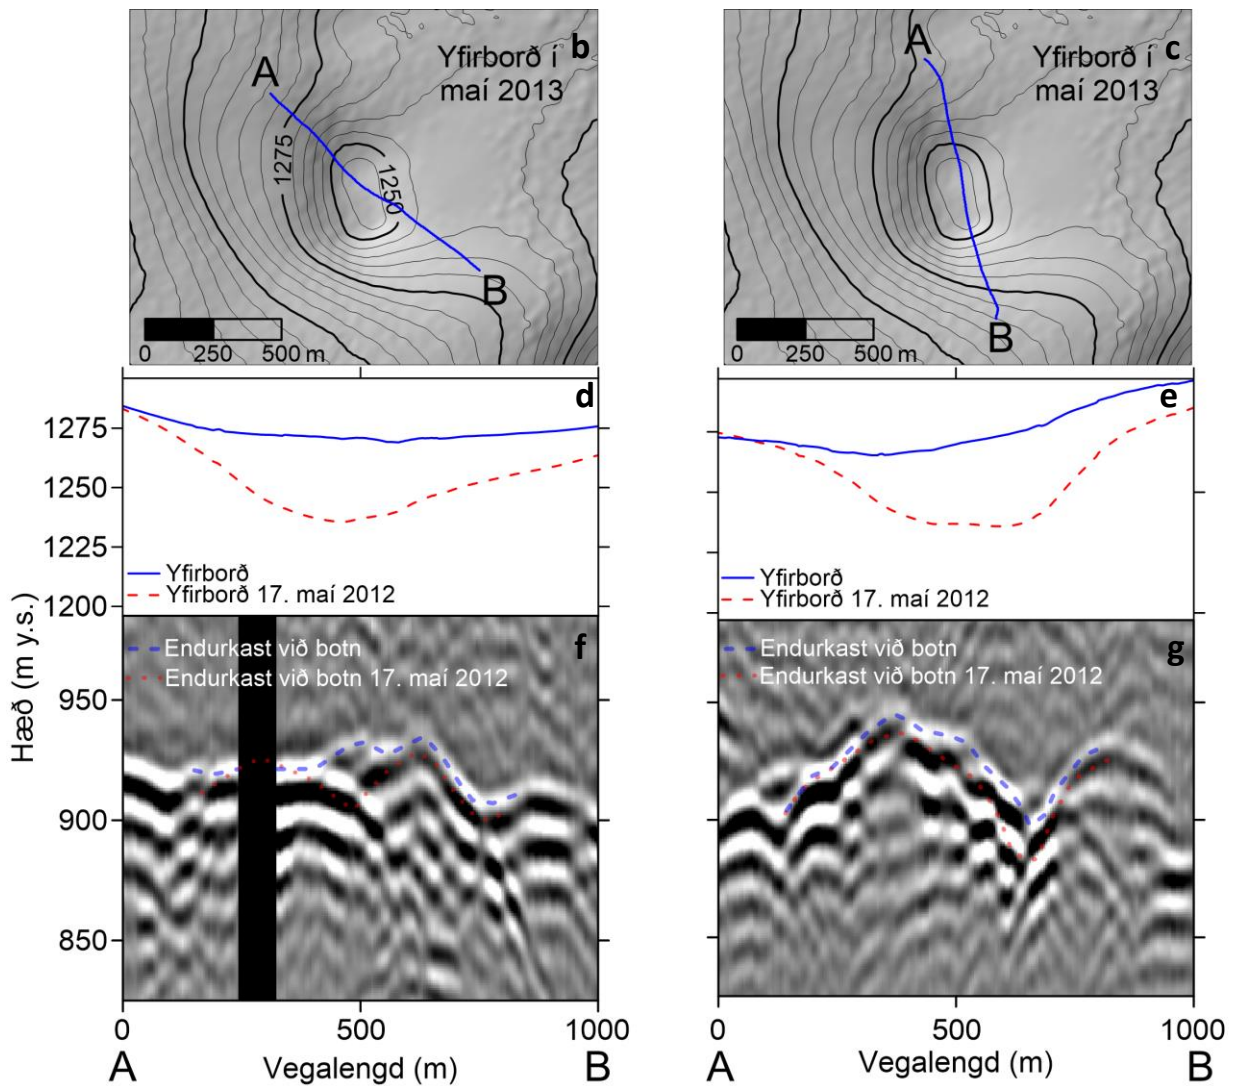 b
Yfirborð í
maí 2013
A
1275
1250
B
0 250 500 m
c
Yfirborð í
maí 2013
A
B
0 250 500 m
d
1275
1250
1225
1200
Yfirborð
Yfirborð 17. maí 2012
e
Yfirborð
Yfirborð 17. maí 2012
Hæð (m y.s.)
f
Endurkast við botn
Endurkast við botn 17. maí 2012
950
900
850
0 500 1000
A Vegalengd (m) B
g
Endurkast við botn
Endurkast við botn 17. maí 2012
0 500 1000
A Vegalengd (m) B